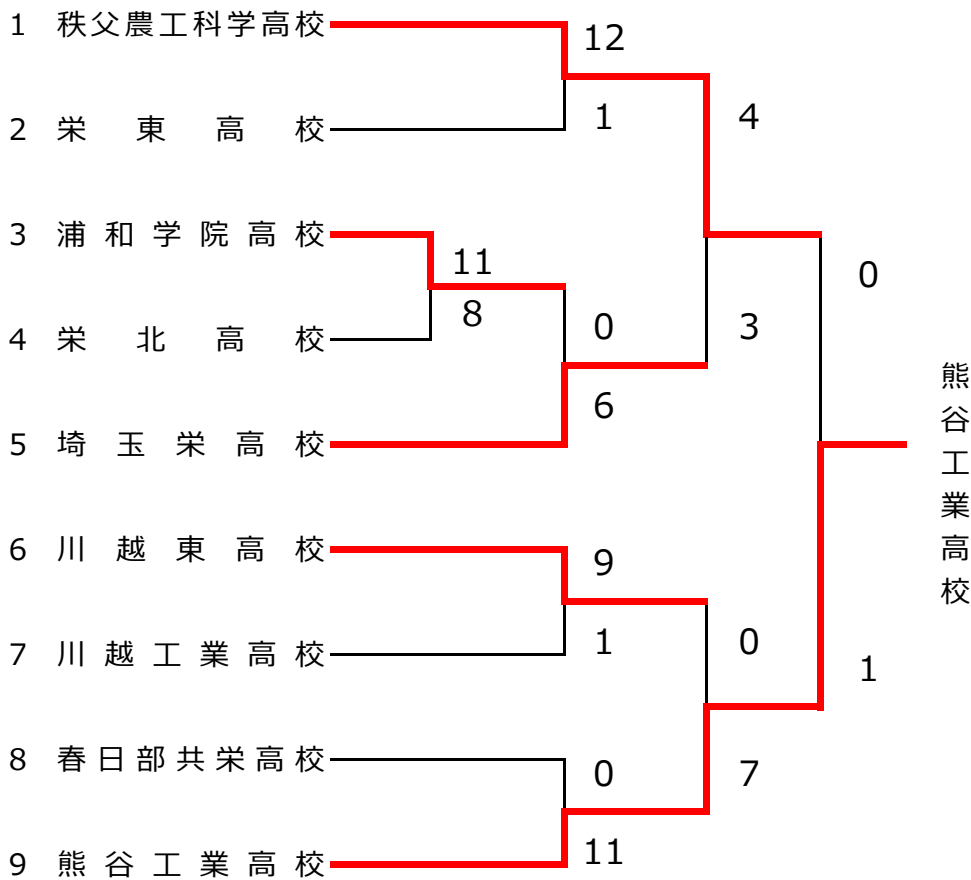 1 秩父農工科学高校
12
2 栄東高校
1
4
3 浦和学院高校
11
8
0
4 栄北高校
0
3
6
5 埼玉栄高校
熊谷工業高校
6 川越東高校
9
7 川越工業高校
1
0
1
8 春日部共栄高校
0
7
9 熊谷工業高校
11